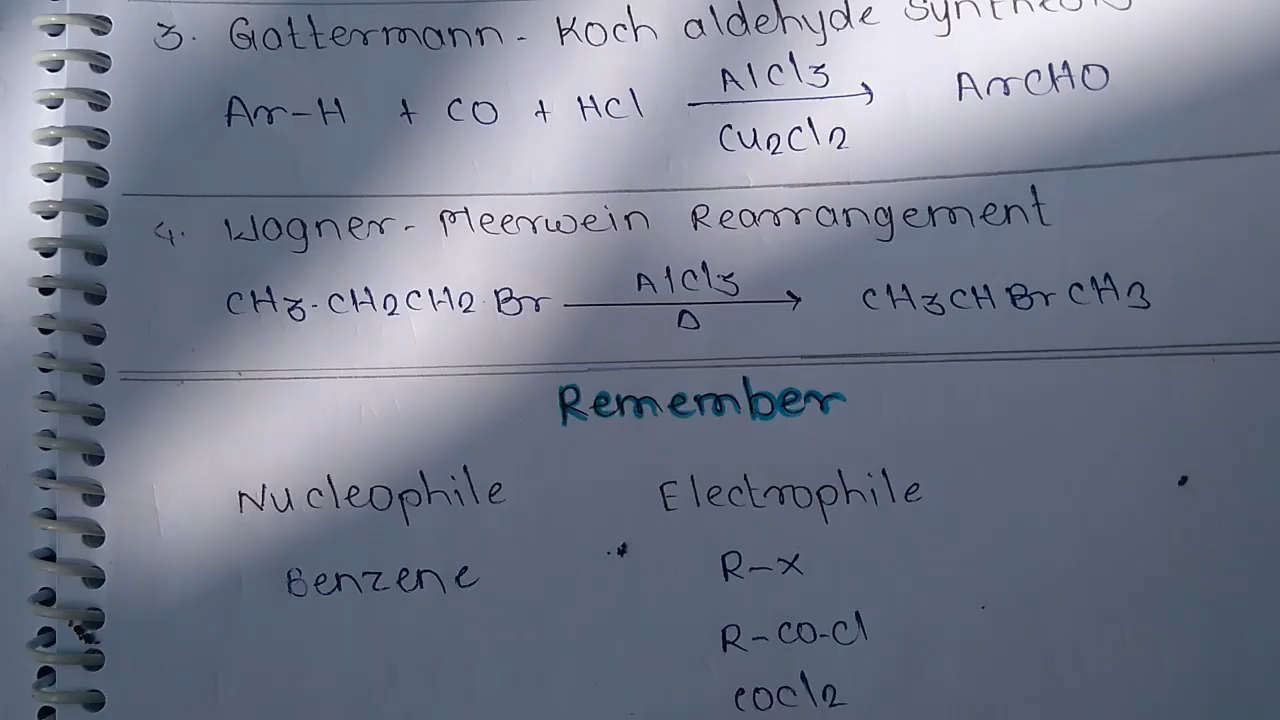 3. Gattermann - Koch aldehyde synthesis
Ar-H + CO + HCl AlCl3 Cu2Cl2 ArCHO
4. Wagner - Meerwein Rearrangement
CH3-CH2CH2-Br AlCl3 Δ CH3CHBrCH3
Remember
Nucleophile Electrophile
Benzene R-X
R-CO-Cl
COCl2